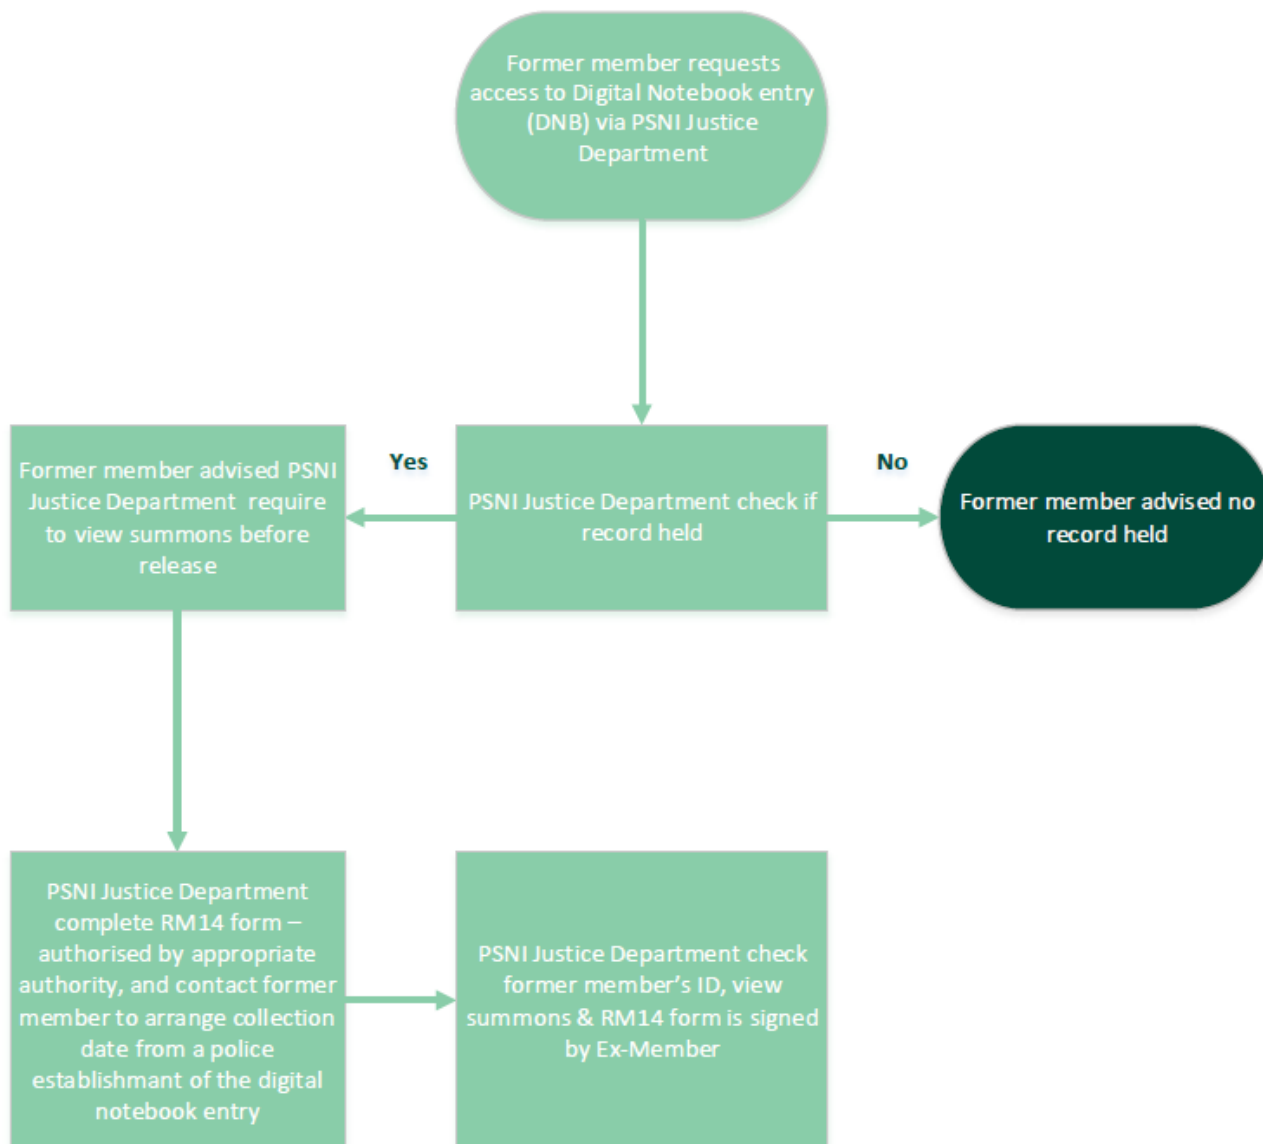 Former member requests
access to Digital Notebook entry
(DNB) via PSNI Justice
Department
Former member advised PSNI
Justice Department require
to view summons before
release
Yes
PSNI Justice Department check if
record held
No
Former member advised no
record held
PSNI Justice Department
complete RM14 form –
authorised by appropriate
authority, and contact former
member to arrange collection
date from a police
establishmant of the digital
notebook entry
PSNI Justice Department check
former member’s ID, view
summons & RM14 form is signed
by Ex-Member